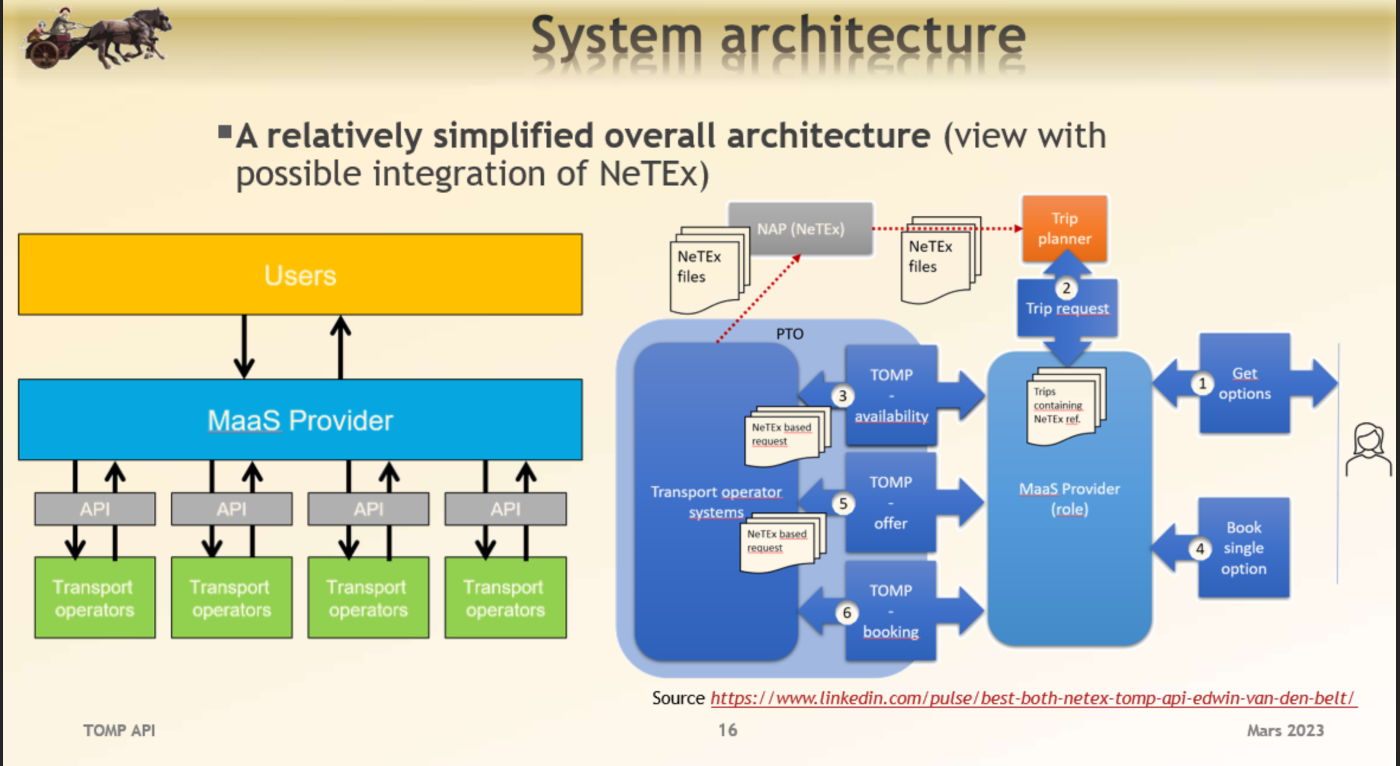 System architecture
▪A relatively simplified overall architecture (view with
possible integration of NeTEx)
Users
MaaS Provider
API
API
API
API
Transport
operators
Transport
operators
Transport
operators
Transport
operators
NAP (NeTEx)
NeTEx
files
NeTEx
files
Trip
planner
2
Trip request
PTO
Transport operator
systems
NeTEx based
request
NeTEx based
request
3
TOMP
-
availability
5
TOMP
-
offer
6
TOMP
-
booking
Trips
containing
NeTEx ref.
MaaS Provider
(role)
1
Get
options
4
Book
single
option
Source https://www.linkedin.com/pulse/best-both-netex-tomp-api-edwin-van-den-belt/
TOMP API
16
Mars 2023